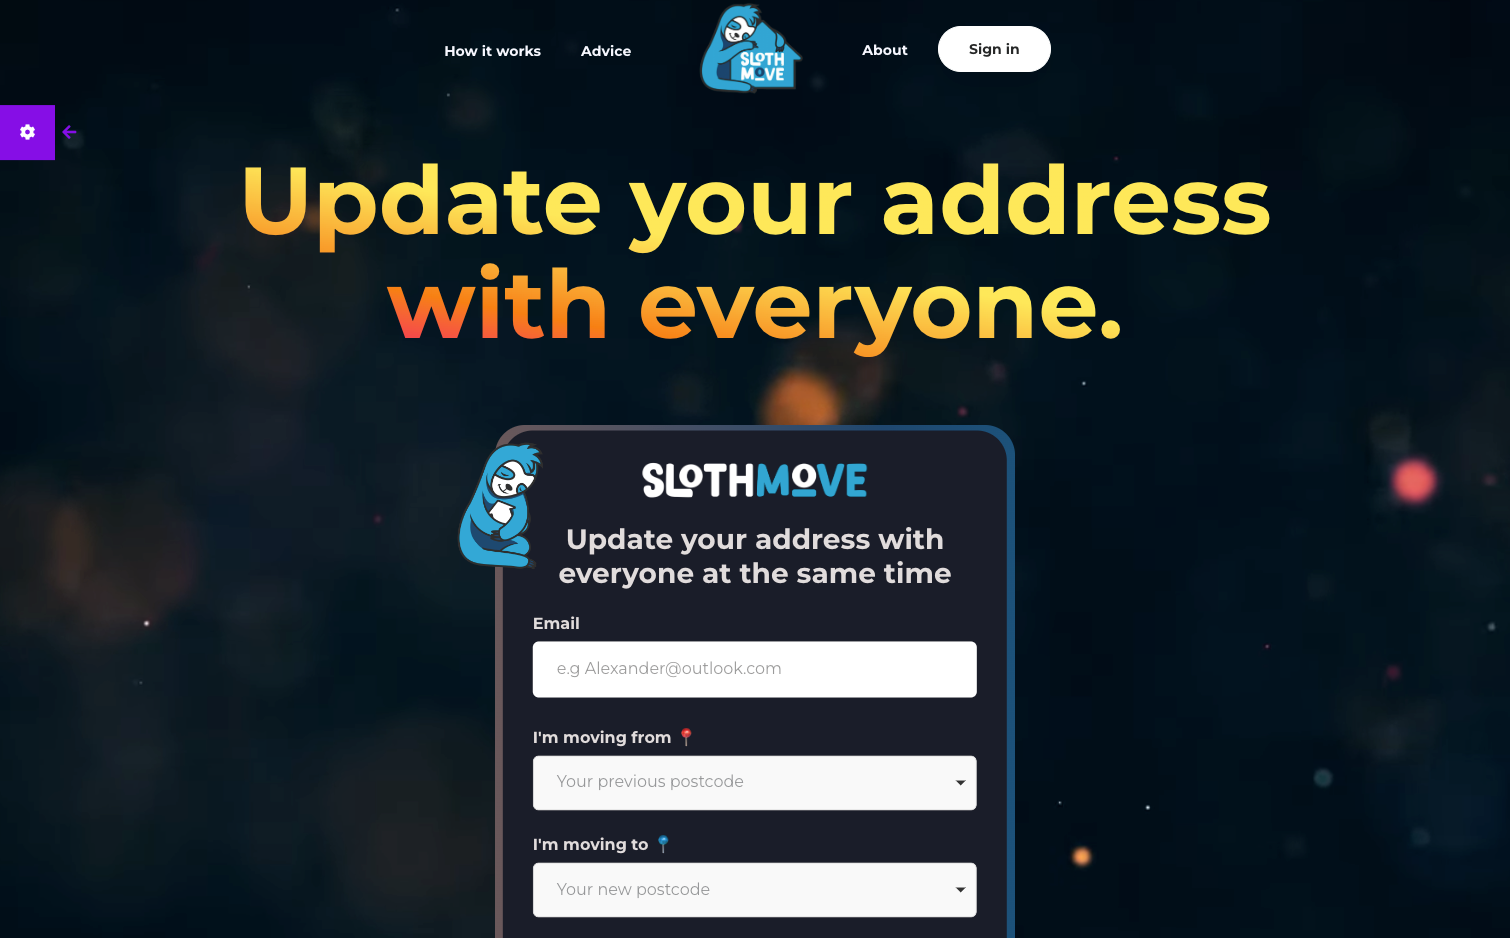 How it works
Advice
SLOTH
MOVE
About
Sign in
Update your address
with everyone.
SLOTHMOVE
Update your address with
everyone at the same time
Email
e.g Alexander@outlook.com
I'm moving from
Your previous postcode
I'm moving to
Your new postcode